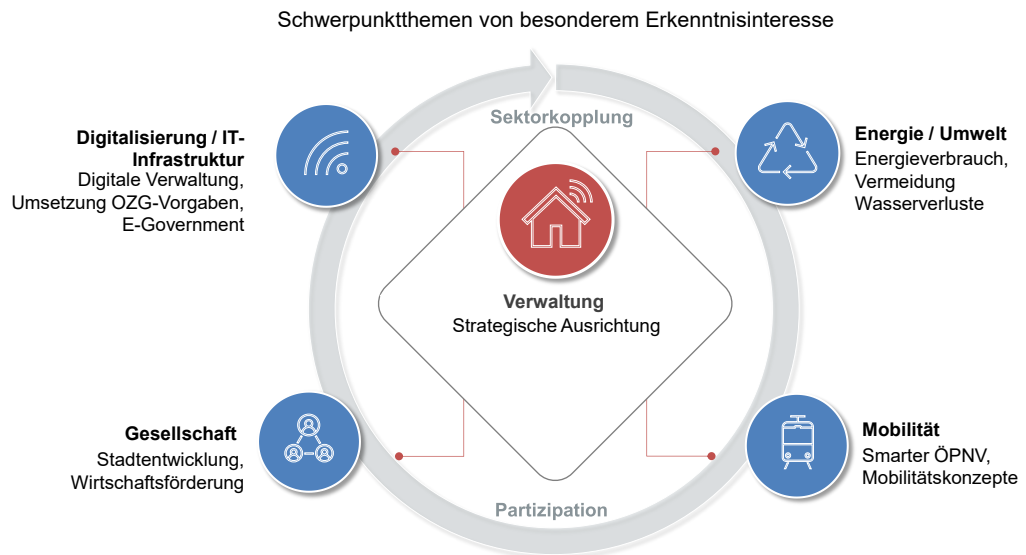 Schwerpunktthemen von besonderem Erkenntnisinteresse
Sektorkopplung
Digitalisierung / IT-
Infrastruktur
Digitale Verwaltung,
Umsetzung OZG-Vorgaben,
E-Government
Energie / Umwelt
Energieverbrauch,
Vermeidung
Wasserverluste
Verwaltung
Strategische Ausrichtung
Gesellschaft
Stadtentwicklung,
Wirtschaftsförderung
Mobilität
Smarter ÖPNV,
Mobilitätskonzepte
Partizipation